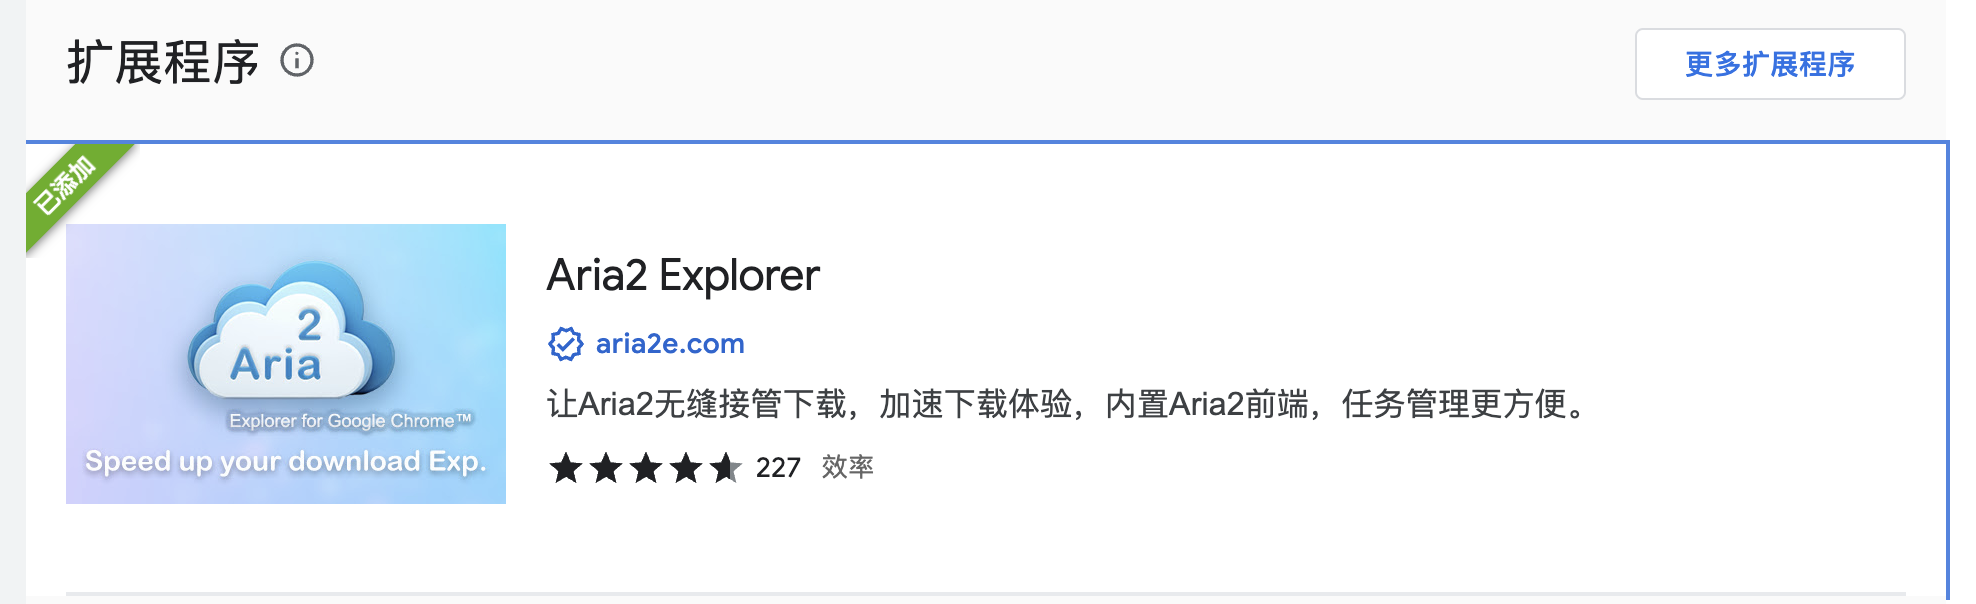 扩展程序
更多扩展程序
已添加
2
Aria
Explorer for Google Chrome™
Speed up your download Exp.
Aria2 Explorer
aria2e.com
让Aria2无缝接管下载，加速下载体验，内置Aria2前端，任务管理更方便。
227 效率